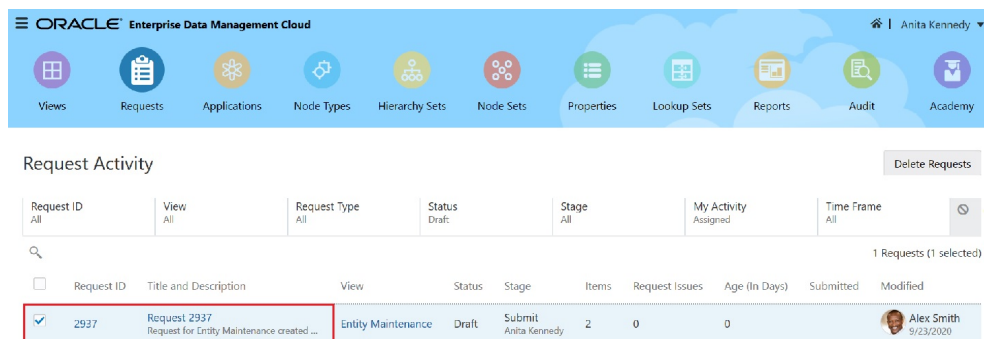 ORACLE® Enterprise Data Management Cloud
Anita Kennedy
Views Requests Applications Node Types Hierarchy Sets Node Sets Properties Lookup Sets Reports Audit Academy
Request Activity
Delete Requests
Request ID View Request Type Status Stage My Activity Time Frame
All All All Draft All Assigned All
1 Requests (1 selected)
Request ID Title and Description View Status Stage Items Request Issues Age (In Days) Submitted Modified
2937 Request 2937 Entity Maintenance Draft Submit 2 0 0 Alex Smith
Request for Entity Maintenance created ... Anita Kennedy 9/23/2020